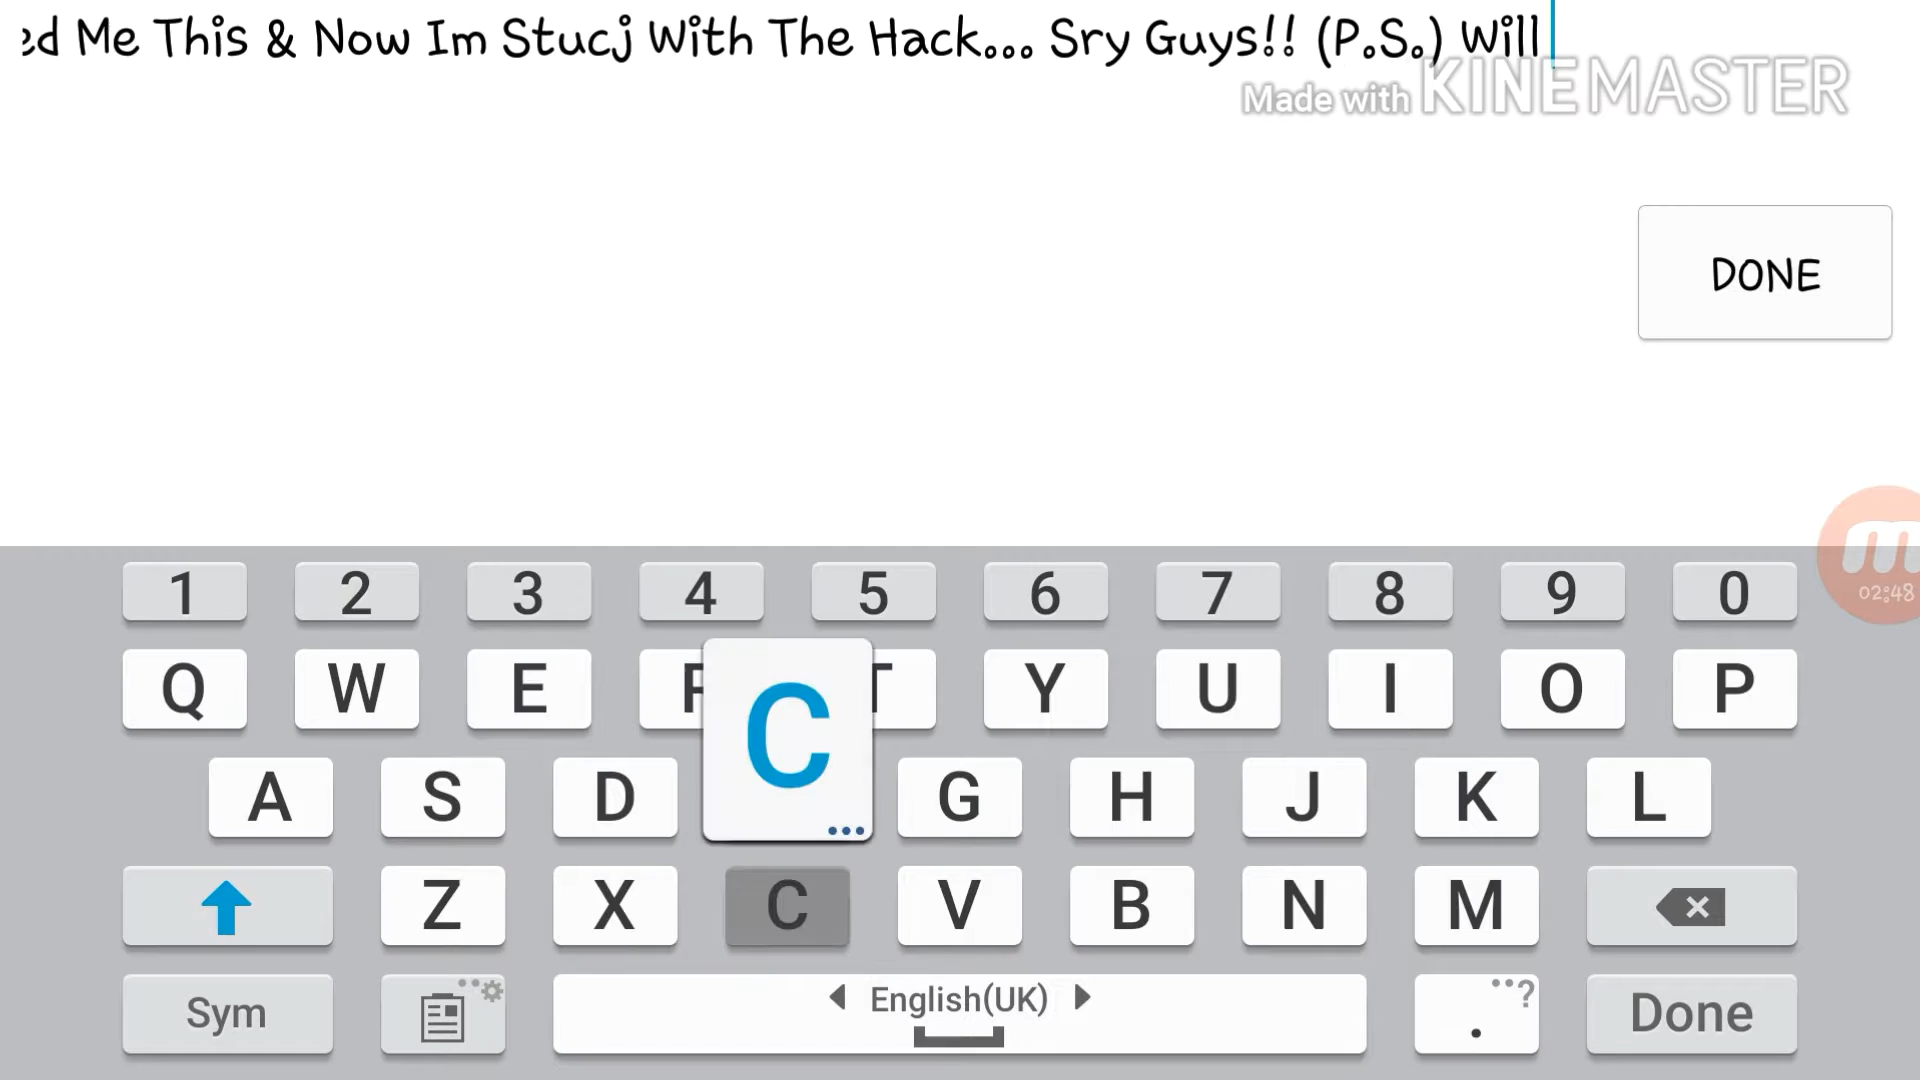 ed Me This & Now Im Stucj With The Hack... Sry Guys!! (P.S.) Will
Made with KINEMASTER
DONE
02:48
1 2 3 4 5 6 7 8 9 0
Q W E T Y U I O P
C
A S D G H J K L
Z X C V B N M
Sym English(UK) . ? Done